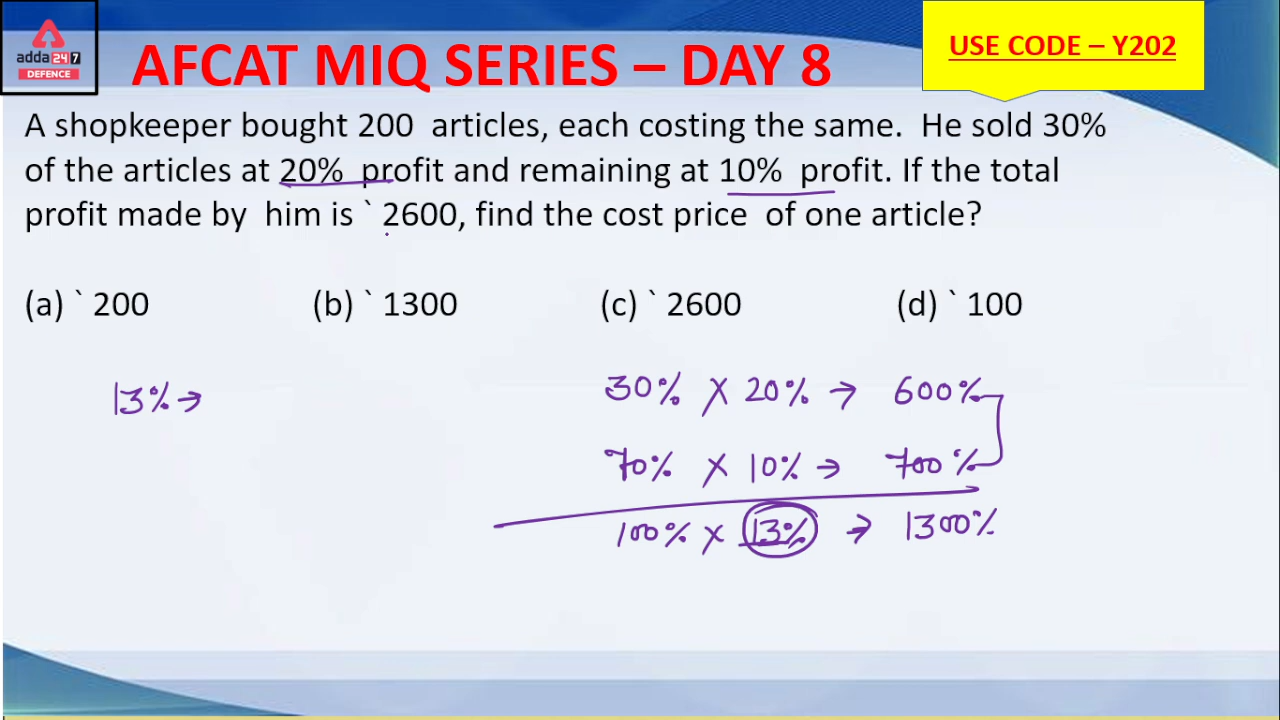 adda 24 7
DEFENCE
AFCAT MIQ SERIES – DAY 8
USE CODE – Y202
A shopkeeper bought 200 articles, each costing the same. He sold 30%
of the articles at 20% profit and remaining at 10% profit. If the total
profit made by him is ` 2600, find the cost price of one article?
(a) ` 200 (b) ` 1300 (c) ` 2600 (d) ` 100
13% →
30% × 20% → 600%
70% × 10% → 700%
100% × 13% → 1300%